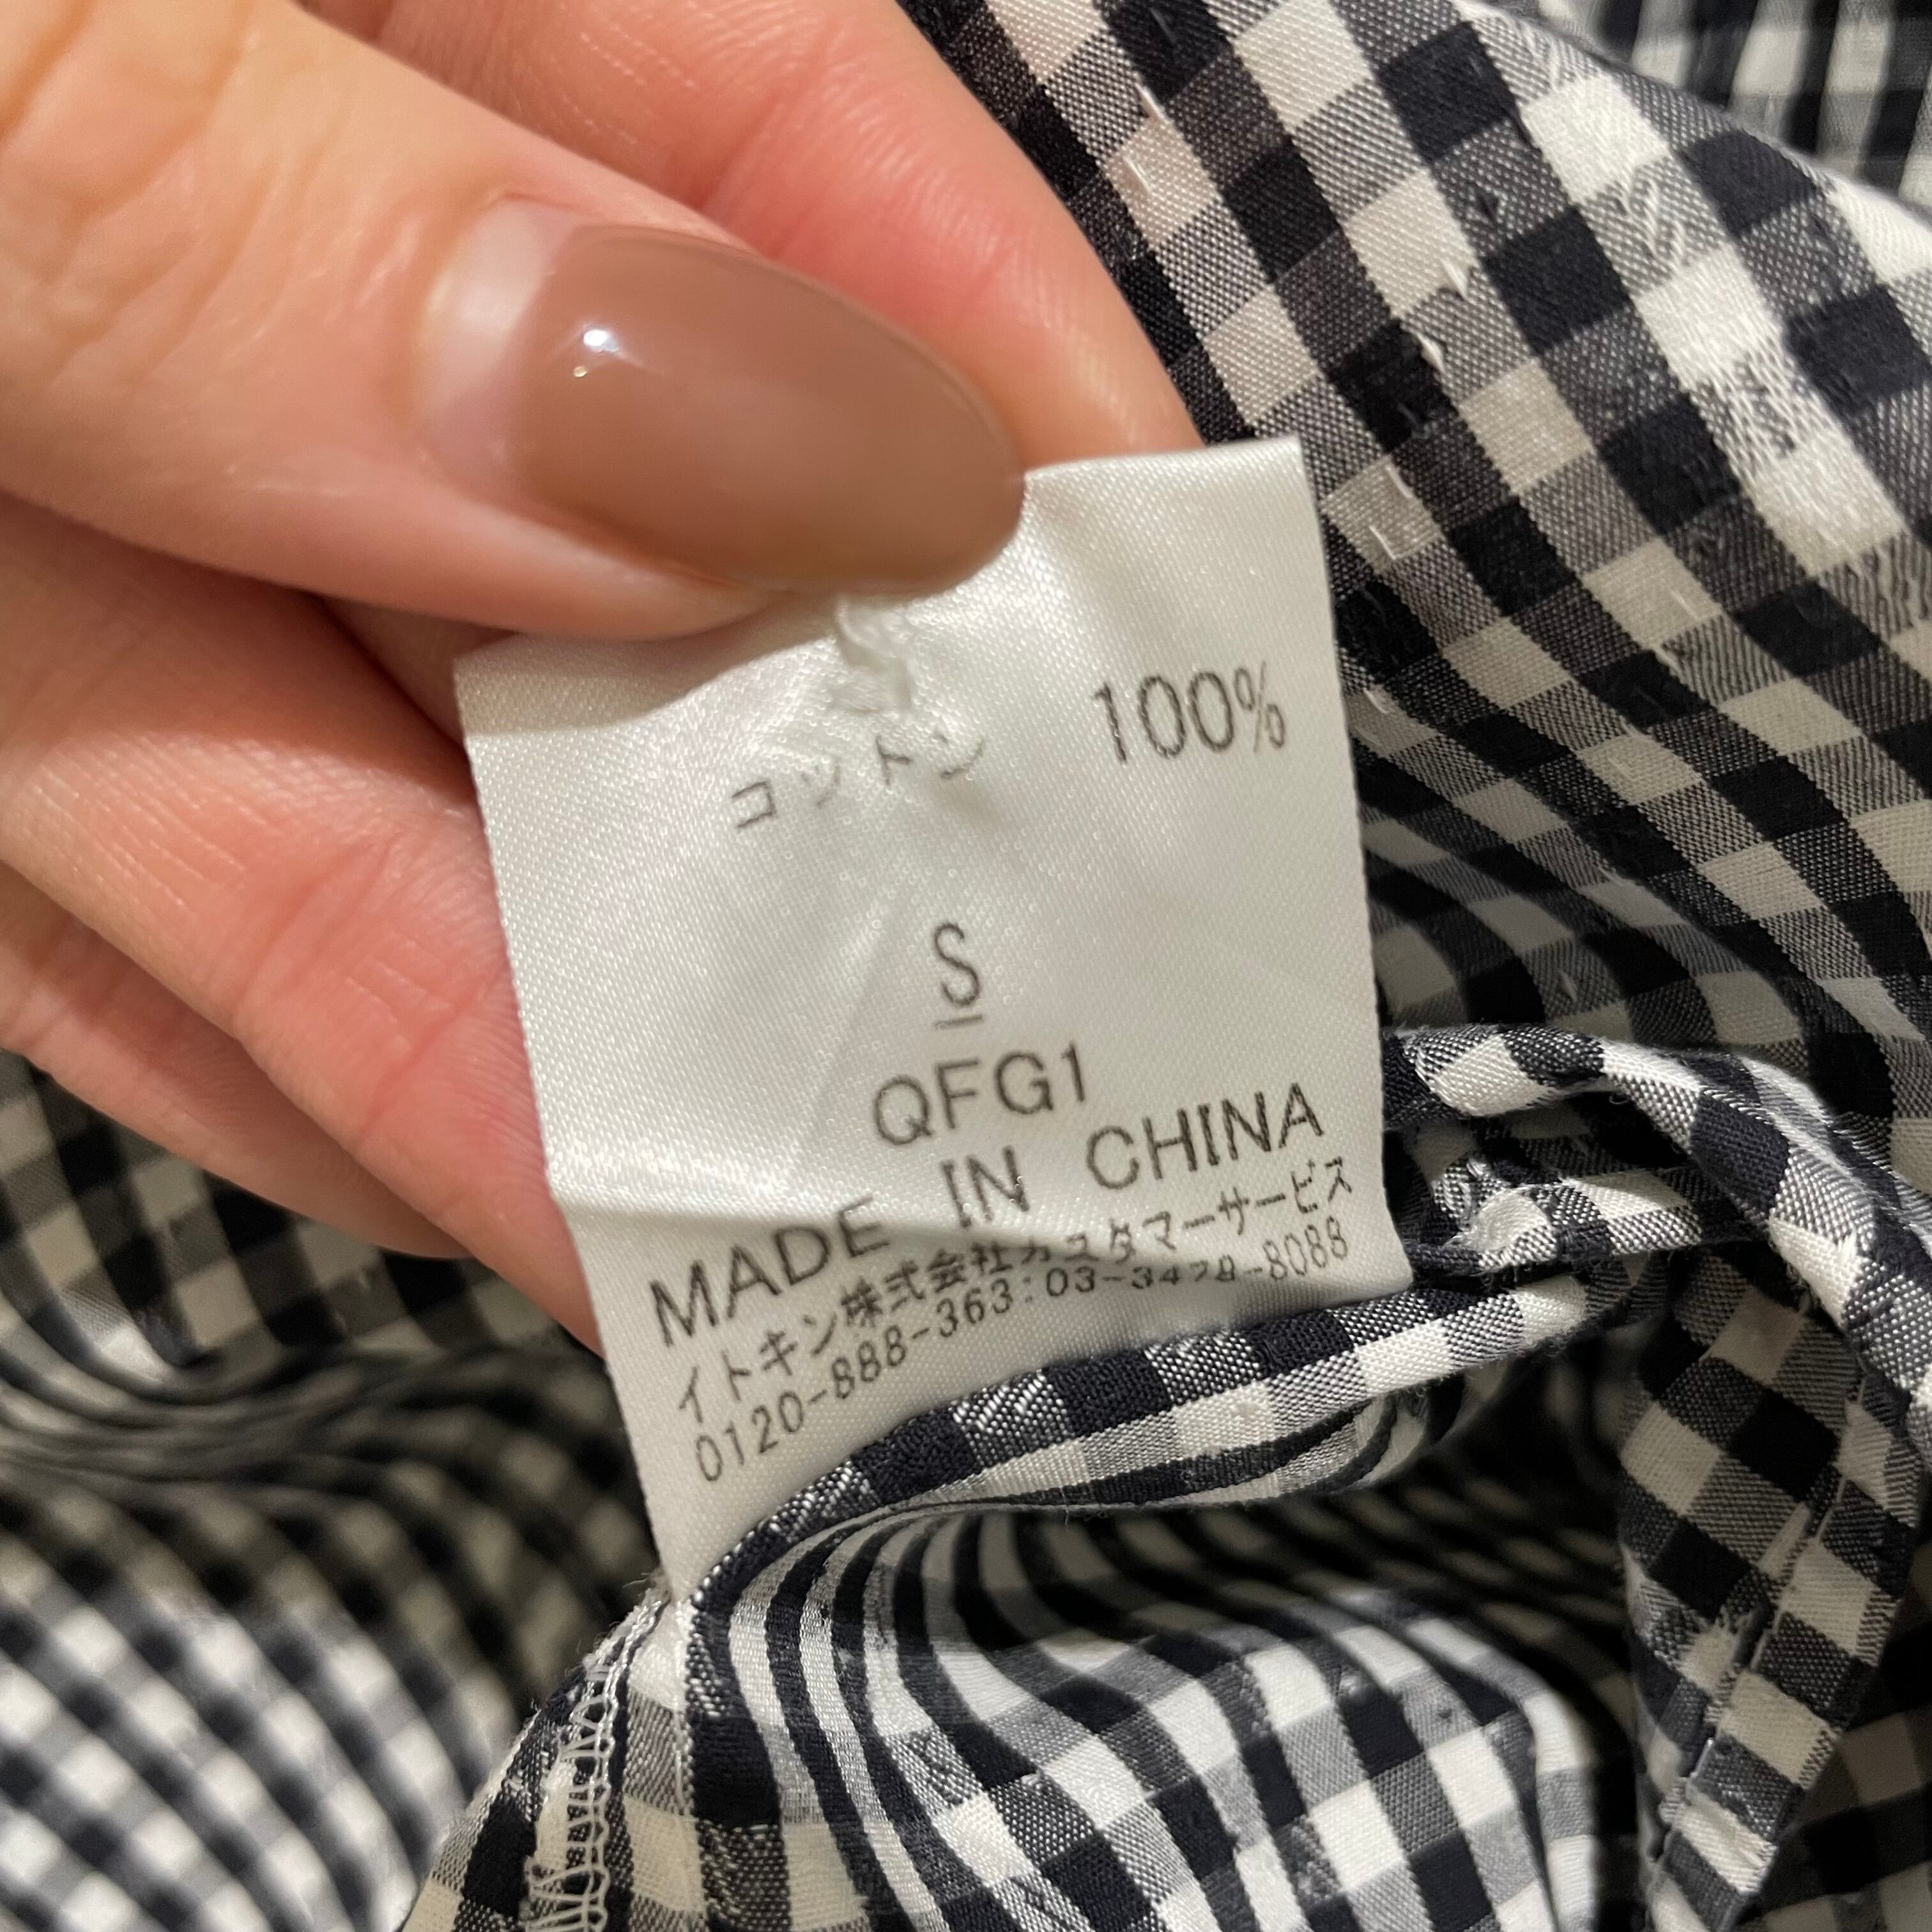 コットン 100%
S
QFG1
MADE IN CHINA
イトキン株式会社カスタマーサービス
0120-888-363:03-3478-8088